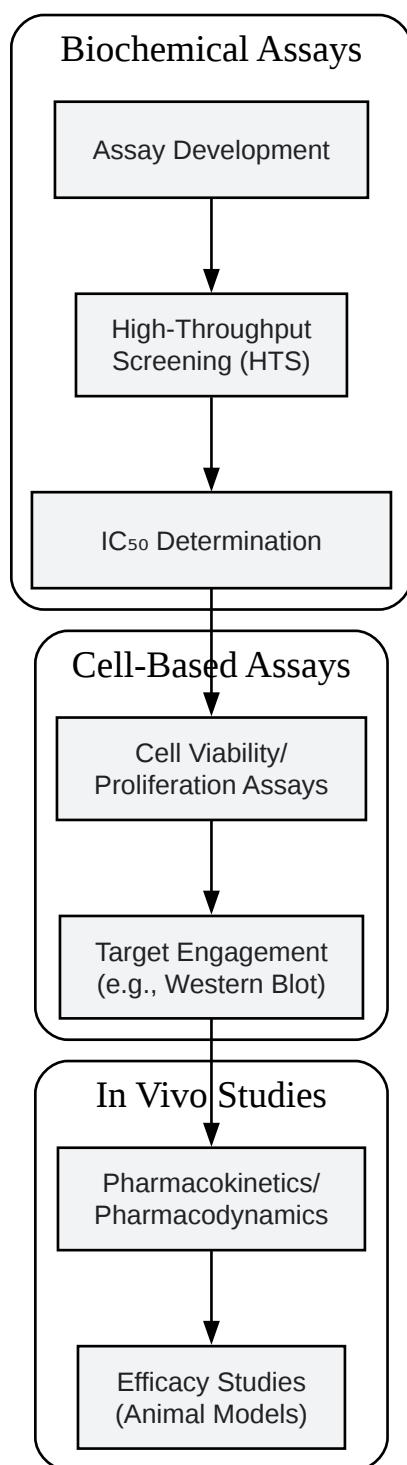 Biochemical Assays
Assay Development
High-Throughput
Screening (HTS)
IC₅₀ Determination
Cell-Based Assays
Cell Viability/
Proliferation Assays
Target Engagement
(e.g., Western Blot)
In Vivo Studies
Pharmacokinetics/
Pharmacodynamics
Efficacy Studies
(Animal Models)